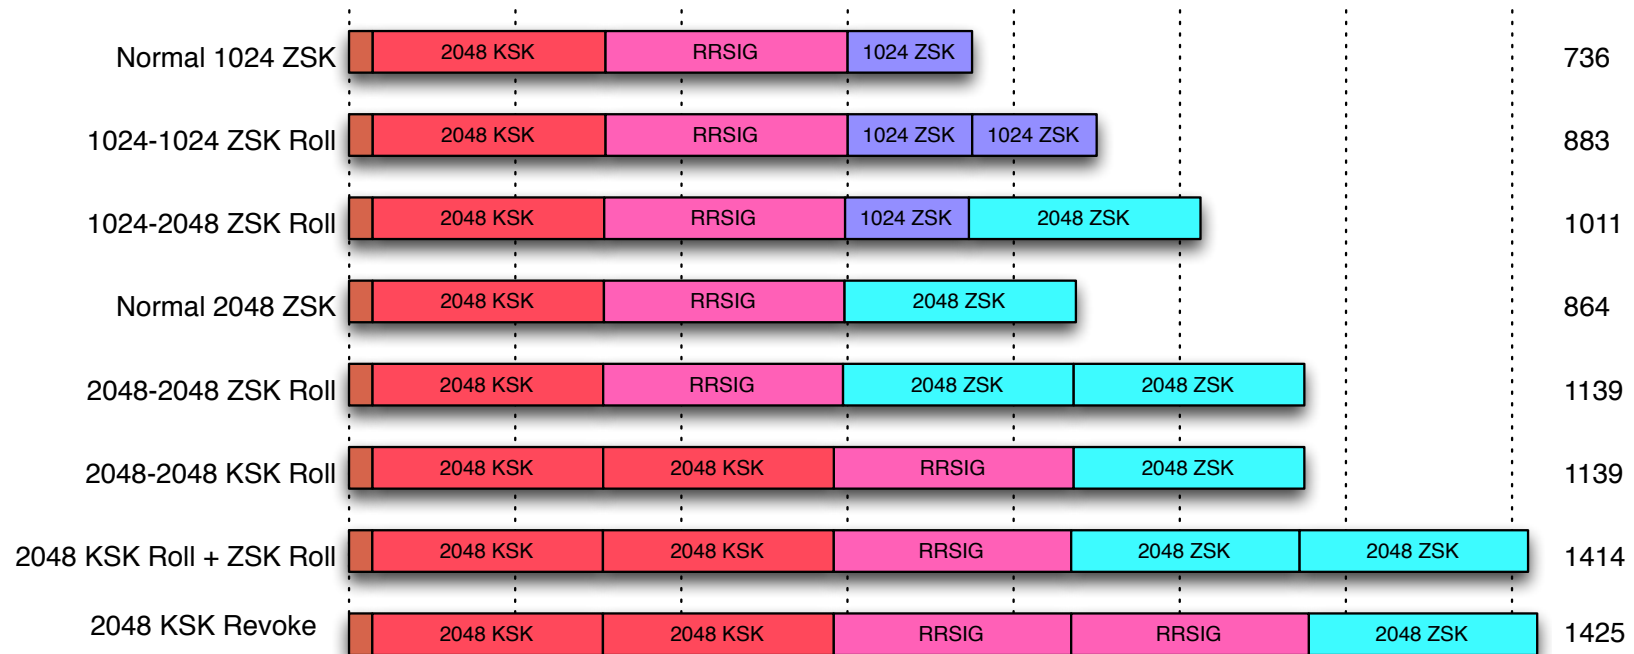 Normal 1024 ZSK 2048 KSK RRSIG 1024 ZSK 736
1024-1024 ZSK Roll 2048 KSK RRSIG 1024 ZSK 1024 ZSK 883
1024-2048 ZSK Roll 2048 KSK RRSIG 1024 ZSK 2048 ZSK 1011
Normal 2048 ZSK 2048 KSK RRSIG 2048 ZSK 864
2048-2048 ZSK Roll 2048 KSK RRSIG 2048 ZSK 2048 ZSK 1139
2048-2048 KSK Roll 2048 KSK 2048 KSK RRSIG 2048 ZSK 1139
2048 KSK Roll + ZSK Roll 2048 KSK 2048 KSK RRSIG 2048 ZSK 2048 ZSK 1414
2048 KSK Revoke 2048 KSK 2048 KSK RRSIG RRSIG 2048 ZSK 1425